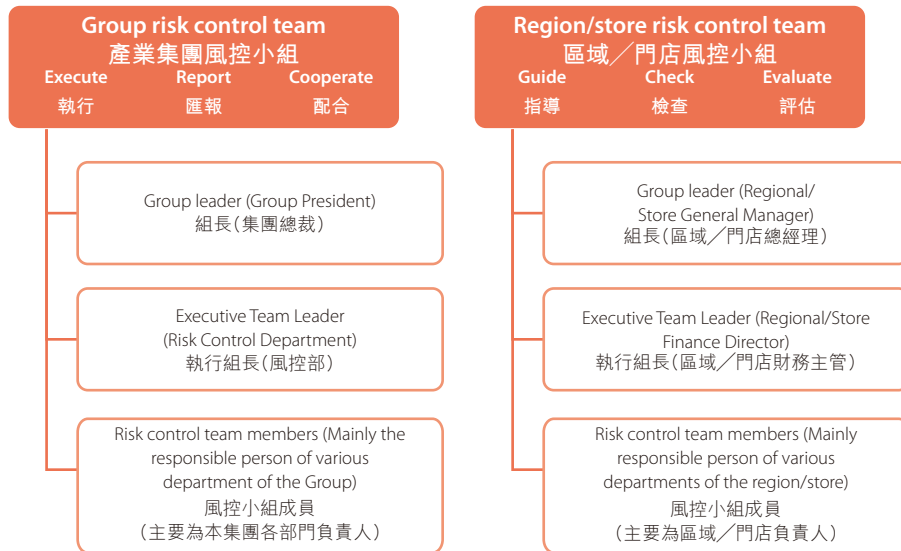 Group risk control team
產業集團風控小組
Execute Report Cooperate
執行 匯報 配合
Group leader (Group President)
組長(集團總裁)
Executive Team Leader
(Risk Control Department)
執行組長(風控部)
Risk control team members (Mainly the
responsible person of various
department of the Group)
風控小組成員
(主要為本集團各部門負責人)
Region/store risk control team
區域╱門店風控小組
Guide Check Evaluate
指導 檢查 評估
Group leader (Regional/
Store General Manager)
組長(區域╱門店總經理)
Executive Team Leader (Regional/Store
Finance Director)
執行組長(區域╱門店財務主管)
Risk control team members (Mainly
responsible person of various
departments of the region/store)
風控小組成員
(主要為區域╱門店負責人)